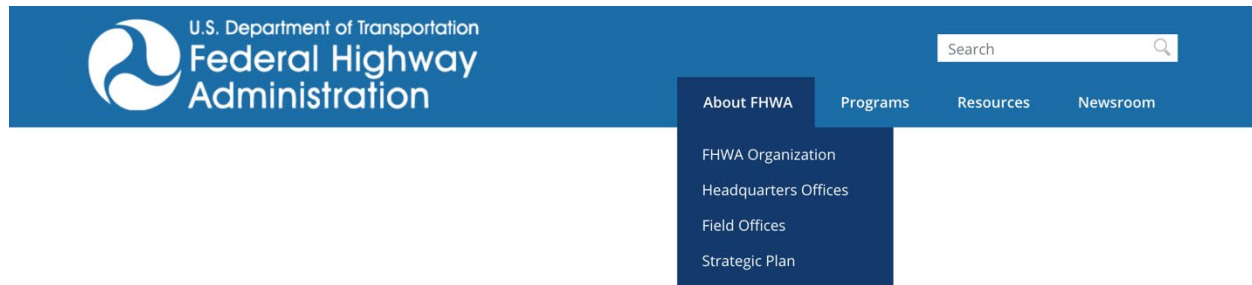 U.S. Department of Transportation
Federal Highway
Administration
Search
About FHWA Programs Resources Newsroom
FHWA Organization
Headquarters Offices
Field Offices
Strategic Plan